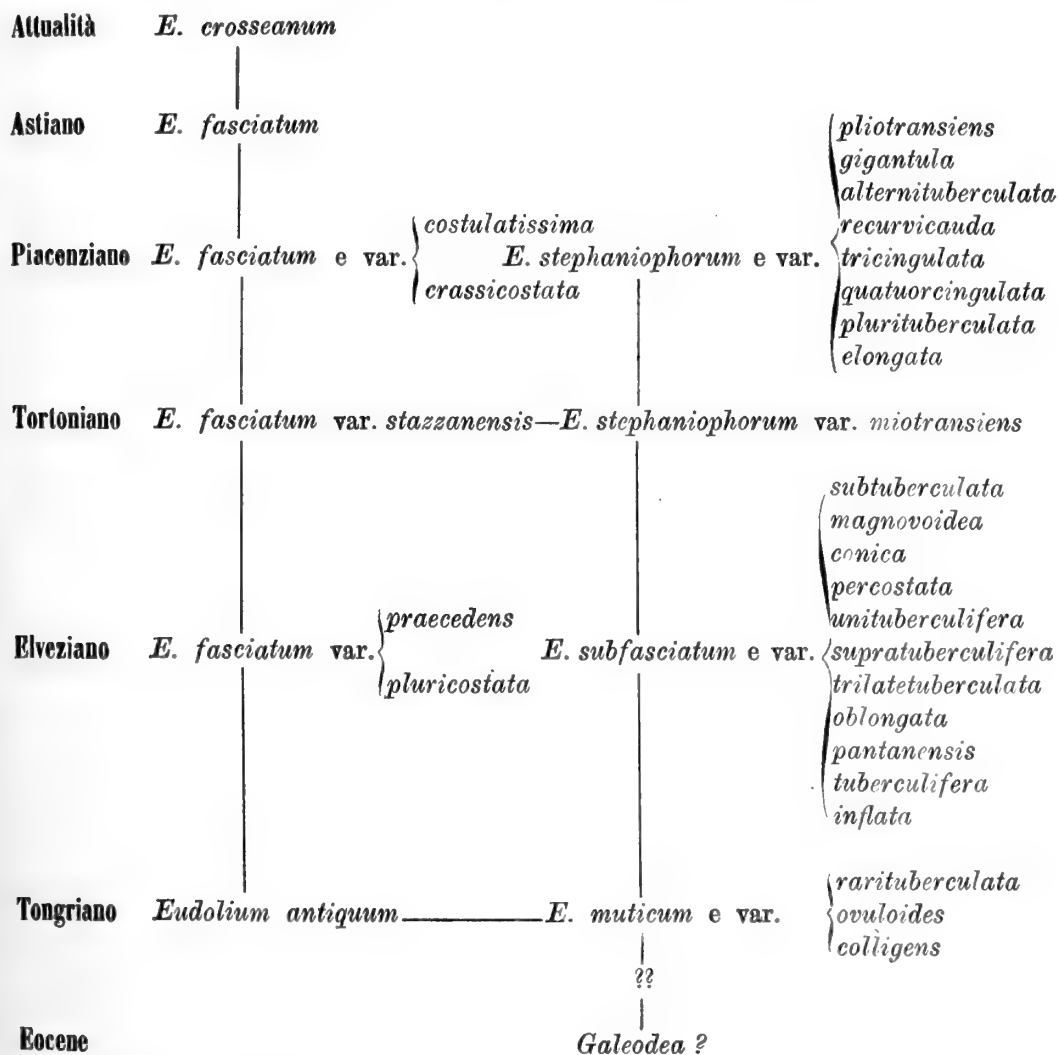 Attualità E. crosseanum
Astiano E. fasciatum
pliotransiens
gigantula
alternituberculata
Piacenziano E. fasciatum e var. costulatissima
crassicostata
E. stephaniophorum e var. recurvicauda
tricingulata
quatuorcingulata
plurituberculata
elongata
Tortoniano E. fasciatum var. stazzanensis—E. stephaniophorum var. miotransiens
subtuberculata
magnovoidea
conica
percostata
unituberculifera
Elveziano E. fasciatum var. praecedens
pluricostata
E. subfasciatum e var. supratuberculifera
trilatetuberculata
oblongata
pantanensis
tuberculifera
inflata
Tongriano Eudolium antiquum———E. muticum e var. rarituberculata
ovuloides
colligens
??
Eocene Galeodea ?